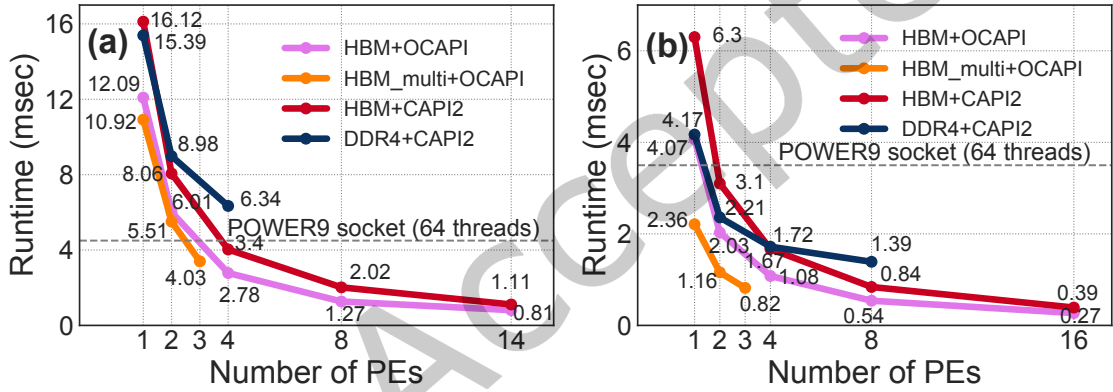 (a)
Runtime (msec)
16
12
8
4
0
16.12
15.39
12.09
10.92
8.98
8.06
6.01
5.51
6.34
4.03
3.4
2.78
2.02
1.27
1.11
0.81
HBM+OCAPI
HBM_multi+OCAPI
HBM+CAPI2
DDR4+CAPI2
POWER9 socket (64 threads)
1 2 3 4 8 14
Number of PEs
(b)
Runtime (msec)
6
4
2
0
6.3
4.17
4.07
3.1
2.36
2.21
2.03
1.72
1.67
1.39
1.16
1.08
0.84
0.82
0.54
0.39
0.27
HBM+OCAPI
HBM_multi+OCAPI
HBM+CAPI2
DDR4+CAPI2
POWER9 socket (64 threads)
1 2 3 4 8 16
Number of PEs
Accepte